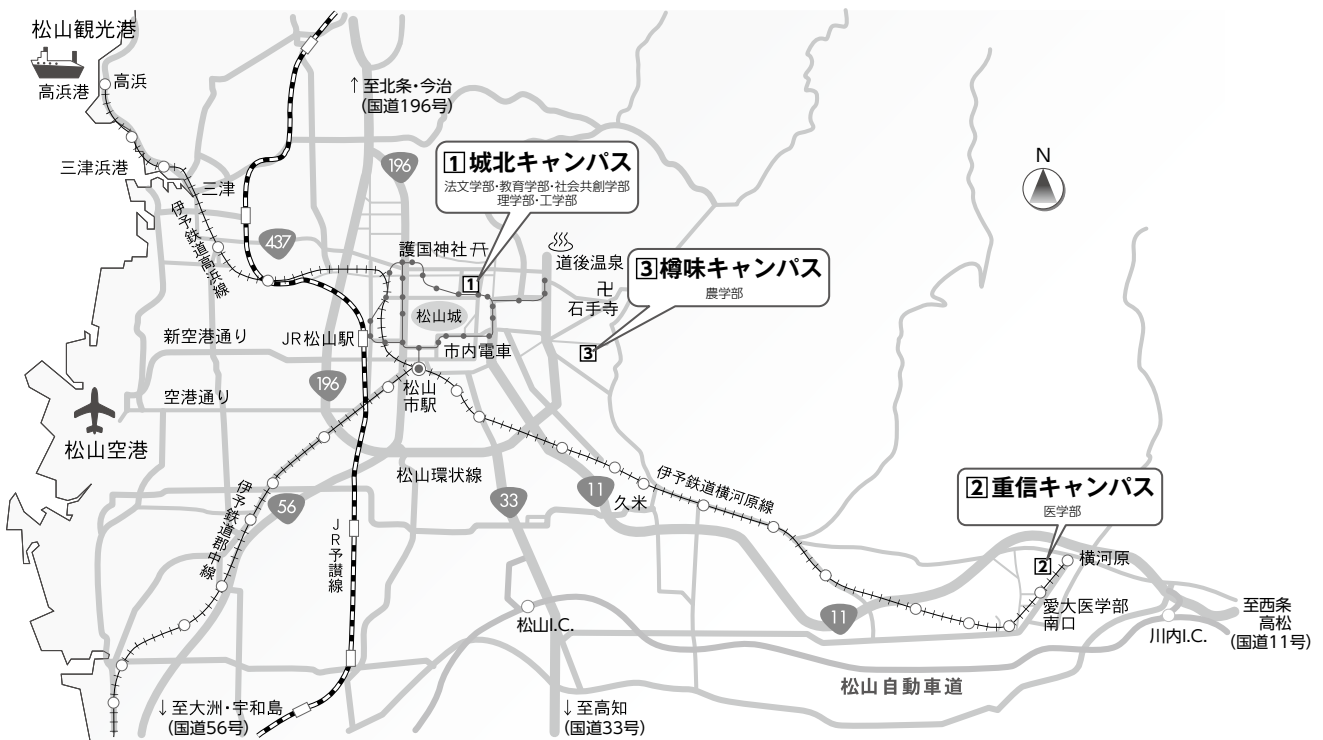 松山観光港
高浜
高浜港
↑至北条・今治
(国道196号)
三津浜港
三津
伊予鉄道高浜線
196
1 城北キャンパス
法文学部・教育学部・社会共創学部
理学部・工学部
N
437
護国神社
道後温泉
3 樽味キャンパス
農学部
卍
石手寺
1
松山城
新空港通り
JR松山駅
市内電車
3
196
松山
市駅
空港通り
松山空港
松山環状線
伊予鉄道横河原線
伊予鉄道郡中線
56
33
11
久米
2 重信キャンパス
医学部
JR予讃線
2
横河原
愛大医学部
南口
11
松山I.C.
至西条
高松
(国道11号)
川内I.C.
松山自動車道
↓至大洲・宇和島
(国道56号)
↓至高知
(国道33号)